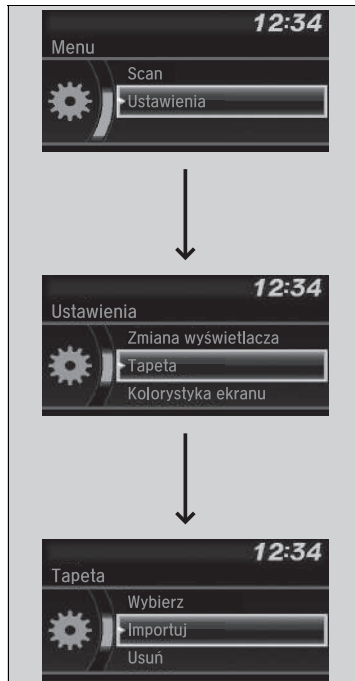 12:34
Menu
Scan
Ustawienia
12:34
Ustawienia
Zmiana wyświetlacza
Tapeta
Kolorystyka ekranu
12:34
Tapeta
Wybierz
Importuj
Usuń